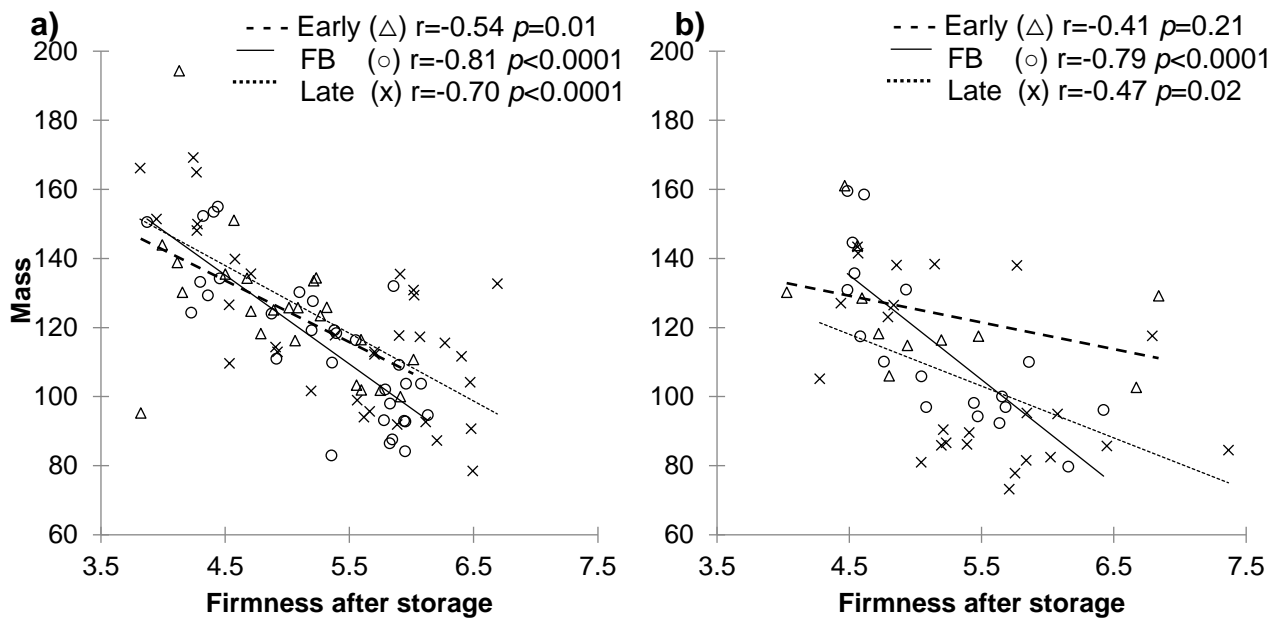 a)
Early (△) r=-0.54 p=0.01
FB (○) r=-0.81 p<0.0001
Late (x) r=-0.70 p<0.0001
200
180
160
140
120
100
80
60
Mass
3.5 4.5 5.5 6.5 7.5
Firmness after storage
b)
Early (△) r=-0.41 p=0.21
FB (○) r=-0.79 p<0.0001
Late (x) r=-0.47 p=0.02
200
180
160
140
120
100
80
60
3.5 4.5 5.5 6.5 7.5
Firmness after storage